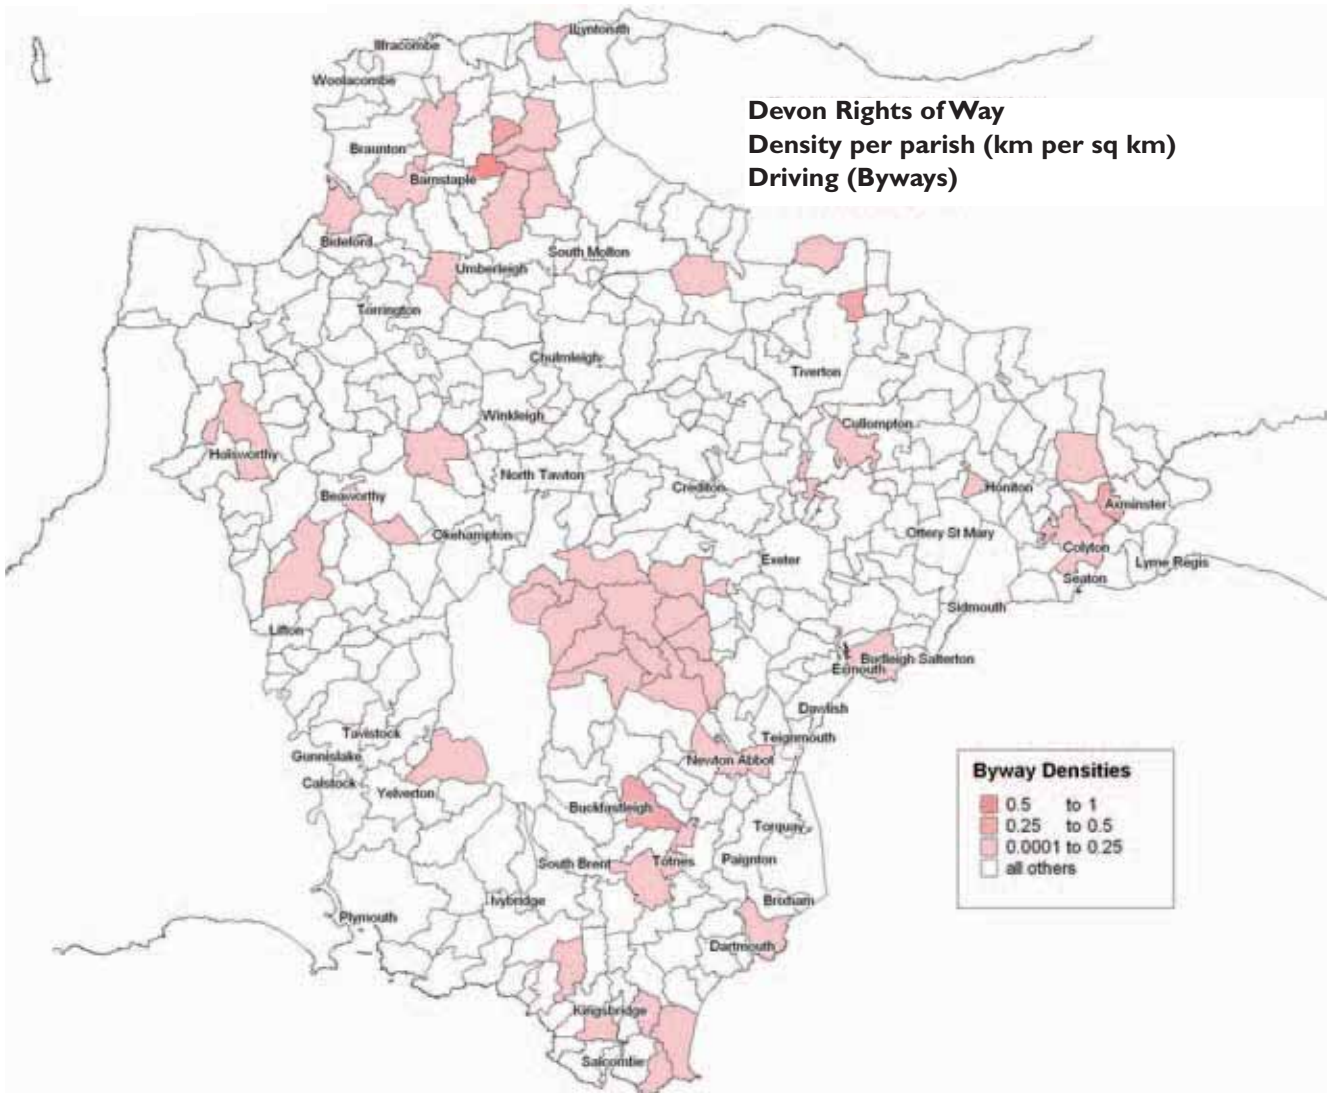 Ilfracombe
Lynmouth
Woolacombe
Devon Rights of Way
Density per parish (km per sq km)
Driving (Byways)
Braunton
Barnstaple
Bideford
South Molton
Umberleigh
Torrington
Chulmleigh
Tiverton
Winkleigh
Cullompton
Holsworthy
North Tawton
Crediton
Honiton
Beaworthy
Axminster
Okehampton
Ottery St Mary
Exeter
Colyton
Lyme Regis
Seaton
Sidmouth
Lifton
Budleigh Salterton
Exmouth
Dawlish
Tavistock
Teignmouth
Gunnislake
Newton Abbot
Calstock
Yelverton
Buckfastleigh
Torquay
South Brent
Totnes
Paignton
Ivybridge
Brixham
Plymouth
Dartmouth
Kingsbridge
Salcombe
Byway Densities
0.5 to 1
0.25 to 0.5
0.0001 to 0.25
all others